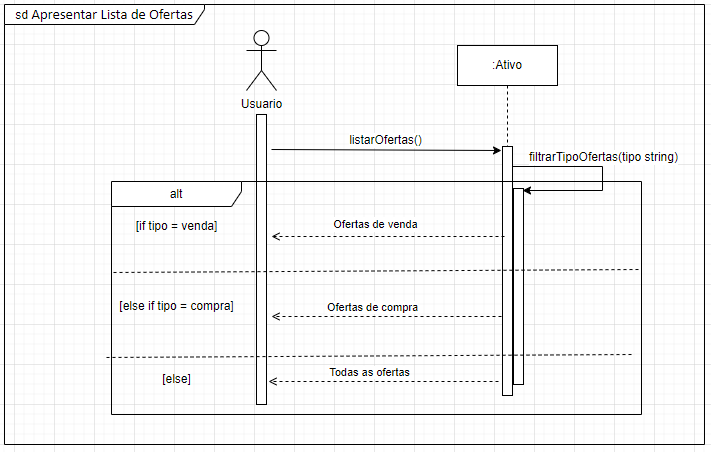 sd Apresentar Lista de Ofertas
Usuario
:Ativo
listarOfertas()
filtrarTipoOfertas(tipo string)
alt
[if tipo = venda]
Ofertas de venda
[else if tipo = compra]
Ofertas de compra
[else]
Todas as ofertas